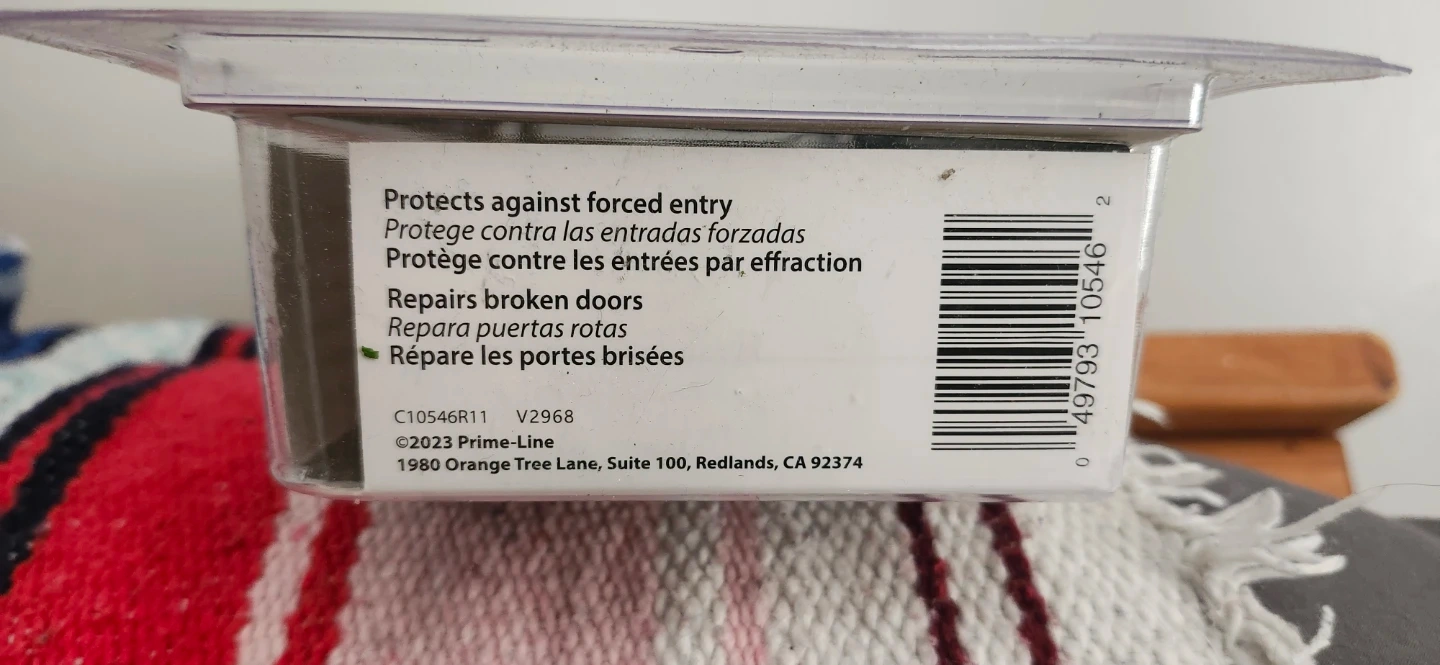 Protects against forced entry
Protege contra las entradas forzadas
Protège contre les entrées par effraction
Repairs broken doors
Repara puertas rotas
Répare les portes brisées
C10546R11 V2968
©2023 Prime-Line
1980 Orange Tree Lane, Suite 100, Redlands, CA 92374
0 49793 10546 2